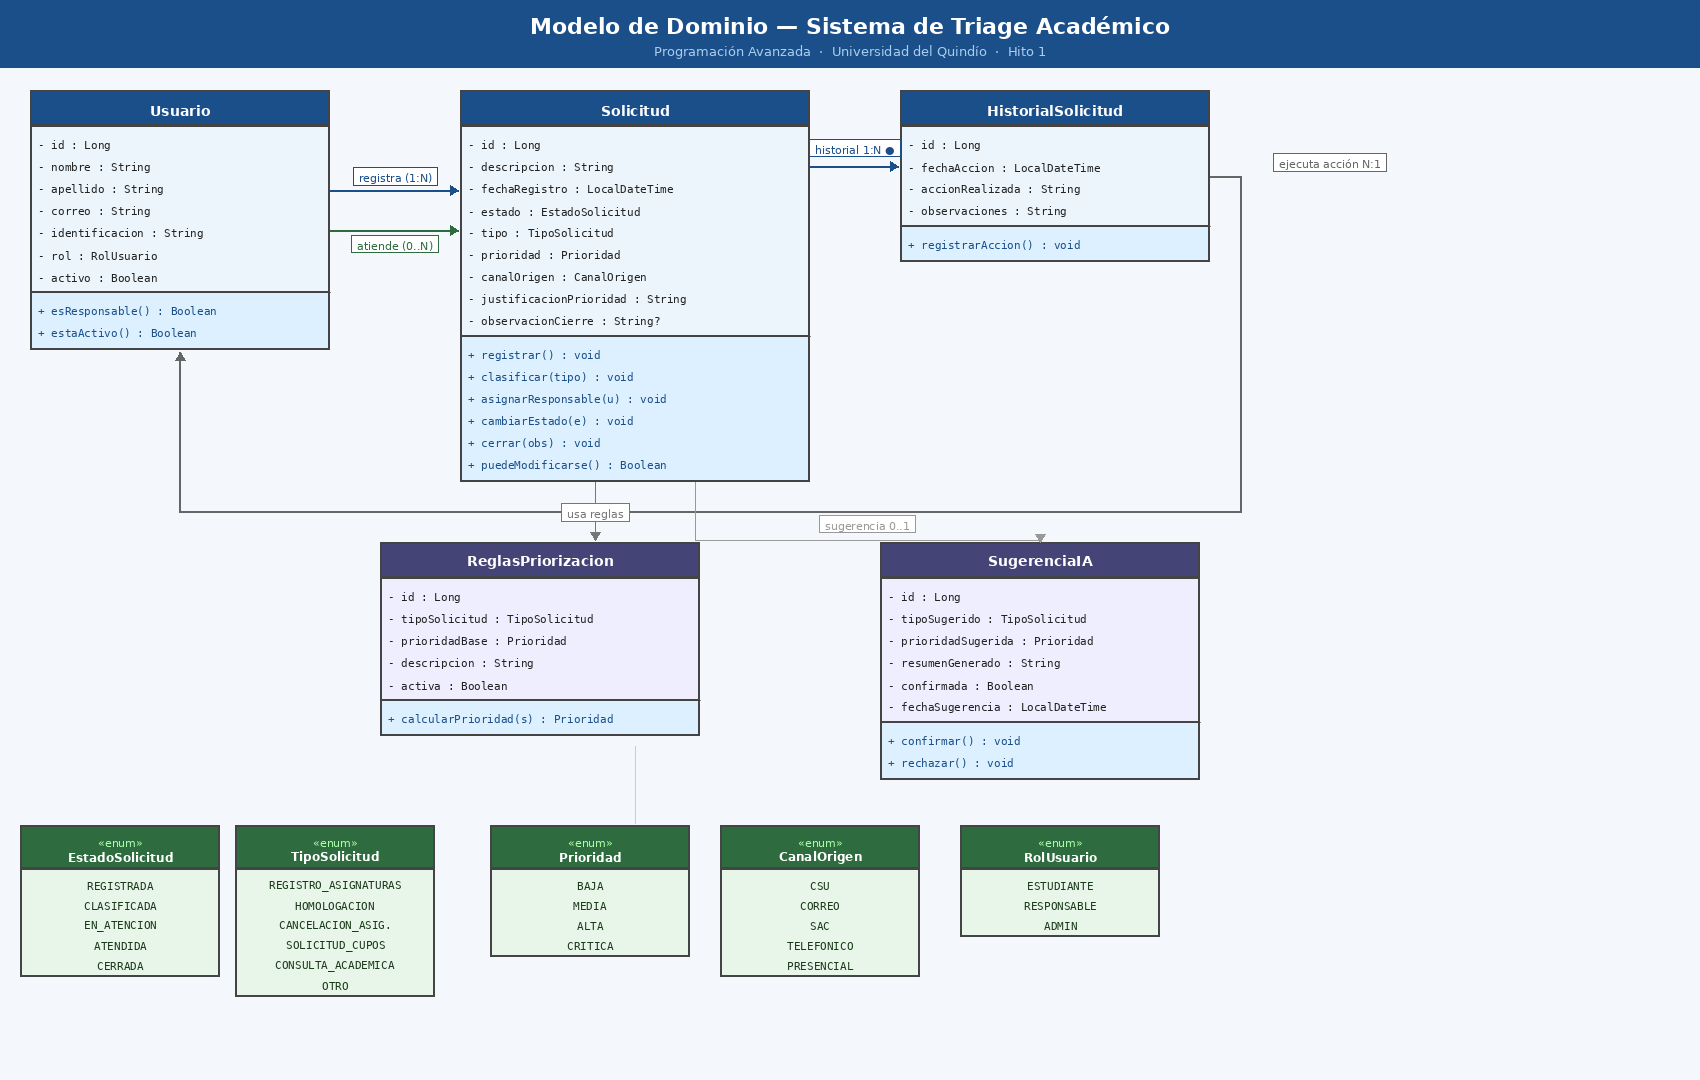 Modelo de Dominio — Sistema de Triage Académico
Programación Avanzada · Universidad del Quindío · Hito 1
Usuario
- id : Long
- nombre : String
- apellido : String
- correo : String
- identificacion : String
- rol : RolUsuario
- activo : Boolean
+ esResponsable() : Boolean
+ estaActivo() : Boolean
registra (1:N)
atiende (0..N)
Solicitud
- id : Long
- descripcion : String
- fechaRegistro : LocalDateTime
- estado : EstadoSolicitud
- tipo : TipoSolicitud
- prioridad : Prioridad
- canalOrigen : CanalOrigen
- justificacionPrioridad : String
- observacionCierre : String?
+ registrar() : void
+ clasificar(tipo) : void
+ asignarResponsable(u) : void
+ cambiarEstado(e) : void
+ cerrar(obs) : void
+ puedeModificarse() : Boolean
historial 1:N ●
HistorialSolicitud
- id : Long
- fechaAccion : LocalDateTime
- accionRealizada : String
- observaciones : String
+ registrarAccion() : void
ejecuta acción N:1
usa reglas
sugerencia 0..1
ReglasPriorizacion
- id : Long
- tipoSolicitud : TipoSolicitud
- prioridadBase : Prioridad
- descripcion : String
- activa : Boolean
+ calcularPrioridad(s) : Prioridad
SugerenciaIA
- id : Long
- tipoSugerido : TipoSolicitud
- prioridadSugerida : Prioridad
- resumenGenerado : String
- confirmada : Boolean
- fechaSugerencia : LocalDateTime
+ confirmar() : void
+ rechazar() : void
«enum»
EstadoSolicitud
REGISTRADA
CLASIFICADA
EN_ATENCION
ATENDIDA
CERRADA
«enum»
TipoSolicitud
REGISTRO_ASIGNATURAS
HOMOLOGACION
CANCELACION_ASIG.
SOLICITUD_CUPOS
CONSULTA_ACADEMICA
OTRO
«enum»
Prioridad
BAJA
MEDIA
ALTA
CRITICA
«enum»
CanalOrigen
CSU
CORREO
SAC
TELEFONICO
PRESENCIAL
«enum»
RolUsuario
ESTUDIANTE
RESPONSABLE
ADMIN